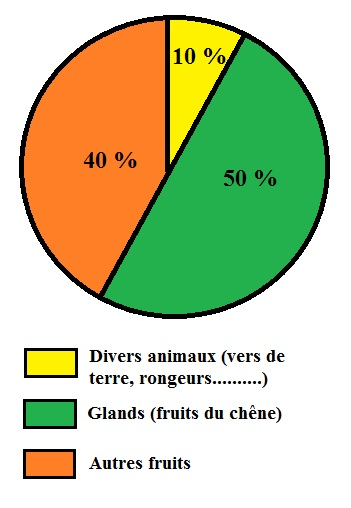 10 %
40 %
50 %
Divers animaux (vers de
terre, rongeurs..........)
Glands (fruits du chêne)
Autres fruits